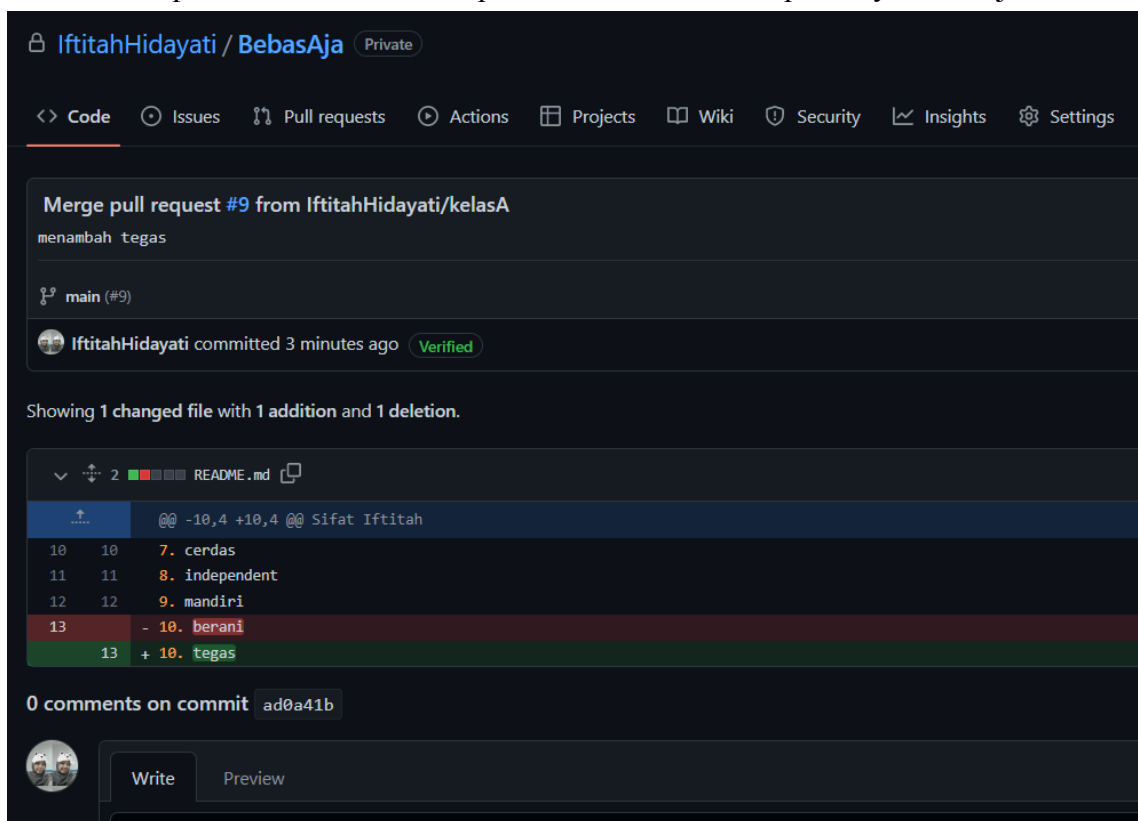 IftitahHidayati / BebasAja Private
<> Code Issues Pull requests Actions Projects Wiki Security Insights Settings
Merge pull request #9 from IftitahHidayati/kelasA
menambah tegas
main (#9)
IftitahHidayati committed 3 minutes ago Verified
Showing 1 changed file with 1 addition and 1 deletion.
2 README.md
@@ -10,4 +10,4 @@ Sifat Iftitah
10 10 7. cerdas
11 11 8. independent
12 12 9. mandiri
13 - 10. berani
13 + 10. tegas
0 comments on commit ad0a41b
Write Preview